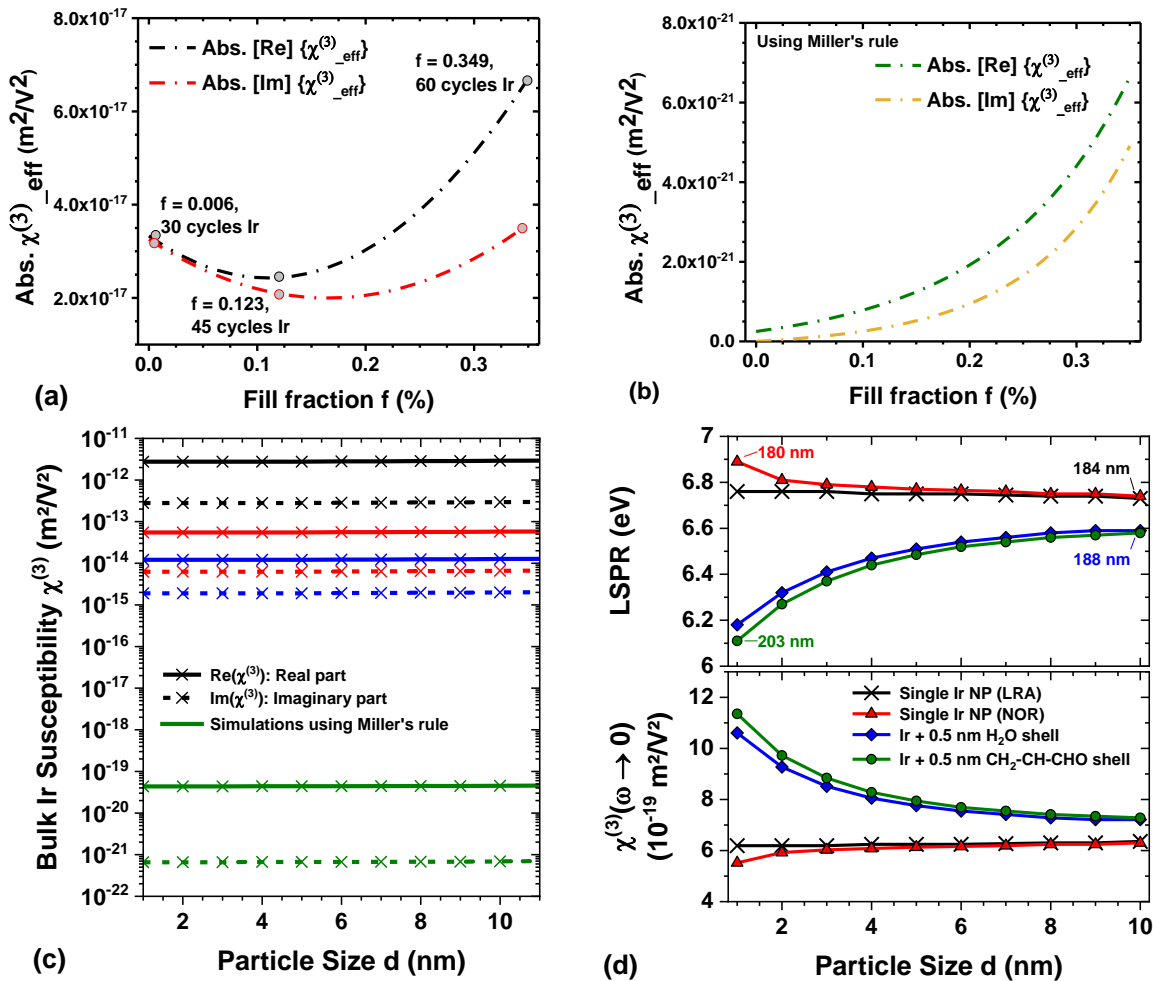 8.0x10⁻¹⁷
6.0x10⁻¹⁷
4.0x10⁻¹⁷
2.0x10⁻¹⁷
Abs. χ⁽³⁾_eff (m²/V²)
Abs. [Re] {χ⁽³⁾_eff}
Abs. [Im] {χ⁽³⁾_eff}
f = 0.349,
60 cycles Ir
f = 0.006,
30 cycles Ir
f = 0.123,
45 cycles Ir
0.0 0.1 0.2 0.3
Fill fraction f (%)
(a)
8.0x10⁻²¹
6.0x10⁻²¹
4.0x10⁻²¹
2.0x10⁻²¹
0.0
Abs. χ⁽³⁾_eff (m²/V²)
Using Miller's rule
Abs. [Re] {χ⁽³⁾_eff}
Abs. [Im] {χ⁽³⁾_eff}
0.0 0.1 0.2 0.3
Fill fraction f (%)
(b)
10⁻¹¹
10⁻¹²
10⁻¹³
10⁻¹⁴
10⁻¹⁵
10⁻¹⁶
10⁻¹⁷
10⁻¹⁸
10⁻¹⁹
10⁻²⁰
10⁻²¹
10⁻²²
Bulk Ir Susceptibility χ⁽³⁾ (m²/V²)
Re(χ⁽³⁾): Real part
Im(χ⁽³⁾): Imaginary part
Simulations using Miller's rule
2 4 6 8 10
Particle Size d (nm)
(c)
7
6.8
6.6
6.4
6.2
6
LSPR (eV)
180 nm
184 nm
188 nm
203 nm
12
10
8
6
4
χ⁽³⁾(ω → 0)
(10⁻¹⁹ m²/V²)
Single Ir NP (LRA)
Single Ir NP (NOR)
Ir + 0.5 nm H₂O shell
Ir + 0.5 nm CH₂-CH-CHO shell
2 4 6 8 10
Particle Size d (nm)
(d)